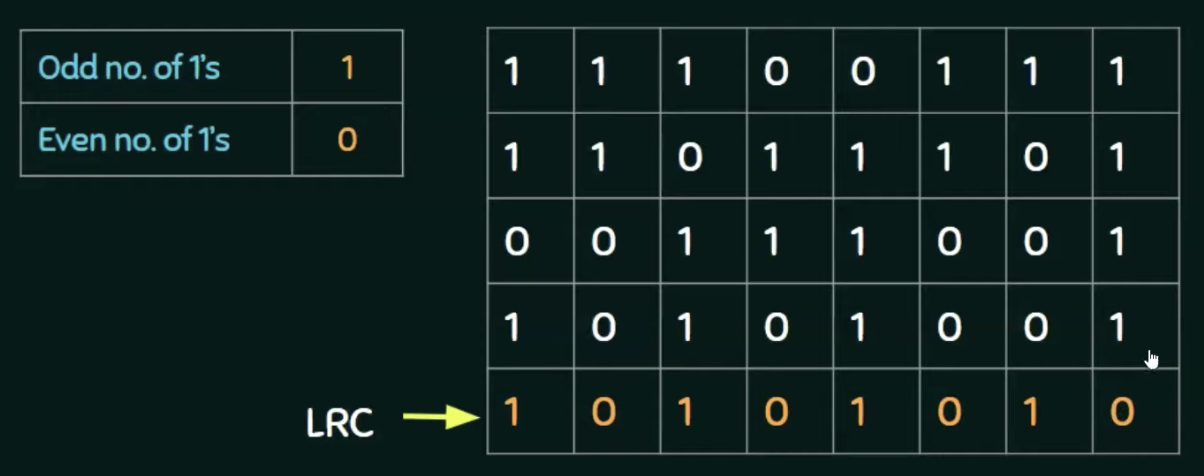 Odd no. of 1's 1
Even no. of 1's 0
1 1 1 0 0 1 1 1
1 1 0 1 1 1 0 1
0 0 1 1 1 0 0 1
1 0 1 0 1 0 0 1
LRC 1 0 1 0 1 0 1 0